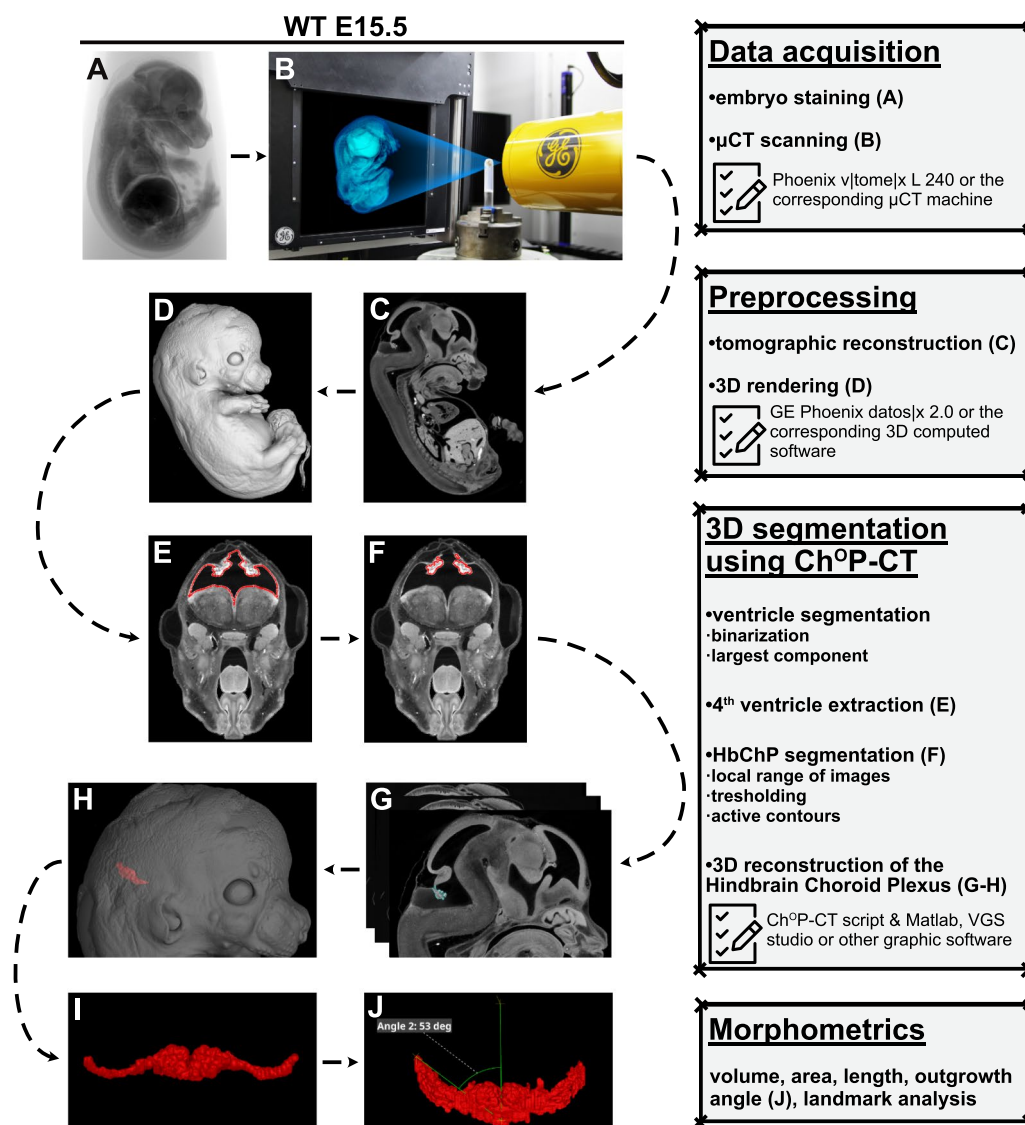 WT E15.5
A
B
D
C
E
F
H
G
I
J
Angle 2: 53 deg
Data acquisition
•embryo staining (A)
•µCT scanning (B)
Phoenix v|tome|x L 240 or the
corresponding µCT machine
Preprocessing
•tomographic reconstruction (C)
•3D rendering (D)
GE Phoenix datos|x 2.0 or the
corresponding 3D computed
software
3D segmentation
using ChᴼP-CT
•ventricle segmentation
·binarization
·largest component
•4ᵗʰ ventricle extraction (E)
•HbChP segmentation (F)
·local range of images
·tresholding
·active contours
•3D reconstruction of the
Hindbrain Choroid Plexus (G-H)
ChᴼP-CT script & Matlab, VGS
studio or other graphic software
Morphometrics
volume, area, length, outgrowth
angle (J), landmark analysis